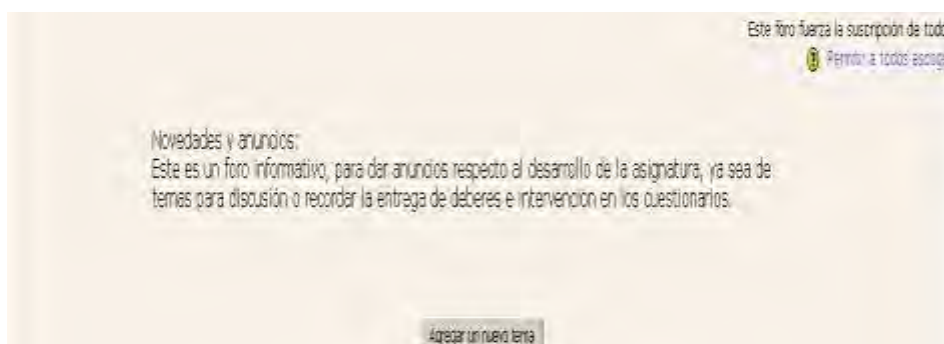 Este foro fuerza la suscripción de todo
Permitir a todos escog
Novedades y anuncios:
Este es un foro informativo, para dar anuncios respecto al desarrollo de la asignatura, ya sea de
temas para discusión o recordar la entrega de deberes e intervención en los cuestionarios.
Agregar un nuevo tema